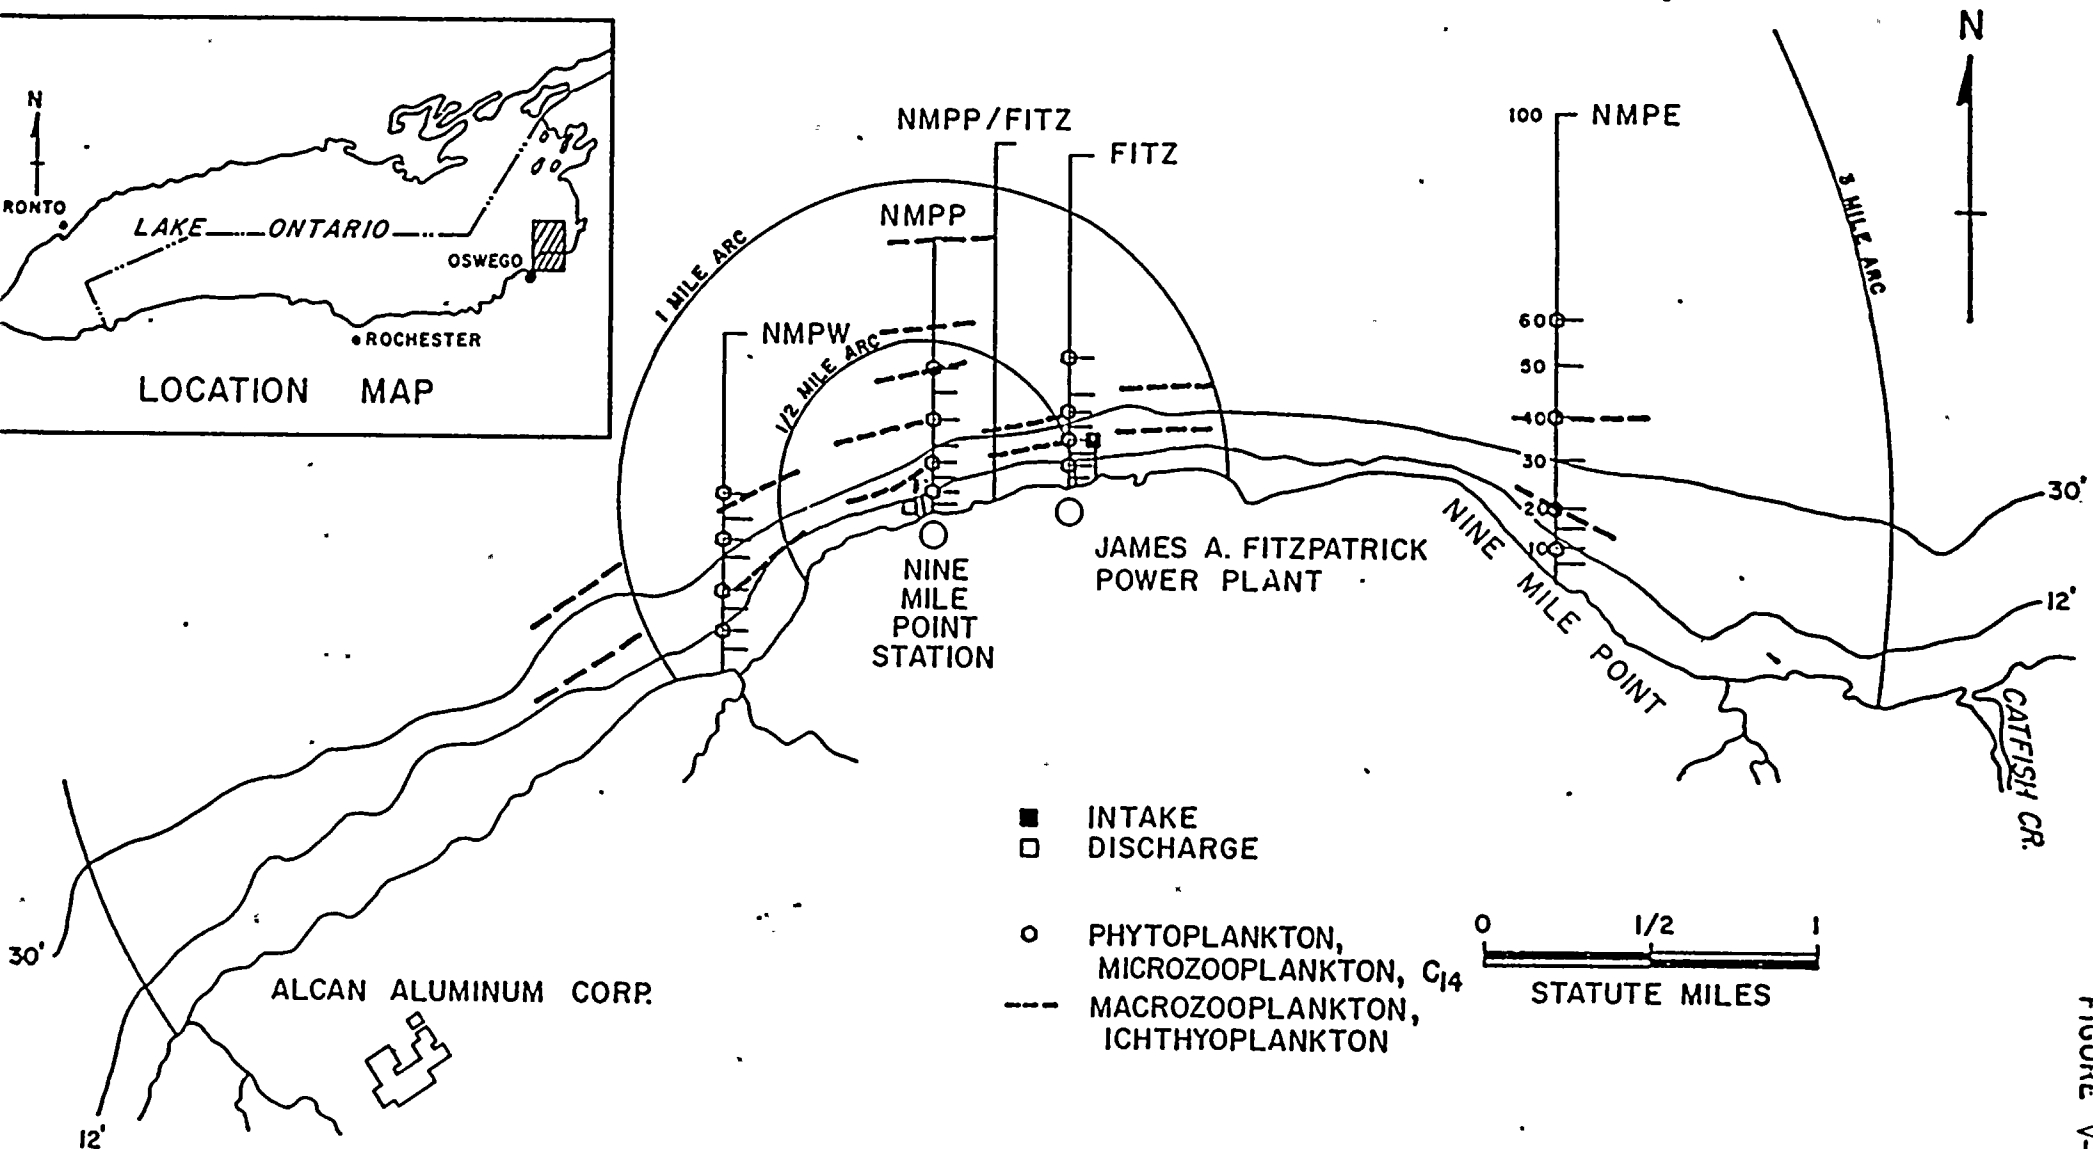 N
RONTO
LAKE ONTARIO
OSWEGO
ROCHESTER
LOCATION MAP
N
NMPP/FITZ
FITZ
100 NMPE
NMPP
1 MILE ARC
3 MILE ARC
NMPW
1/2 MILE ARC
60
50
40
30
20
10
30'
12'
NINE MILE POINT
JAMES A. FITZPATRICK
POWER PLANT
NINE
MILE
POINT
STATION
CATFISH CR.
INTAKE
DISCHARGE
PHYTOPLANKTON,
MICROZOOPLANKTON, C14
MACROZOOPLANKTON,
ICHTHYOPLANKTON
0 1/2 1
STATUTE MILES
30'
12'
ALCAN ALUMINUM CORP.
FIGURE V-